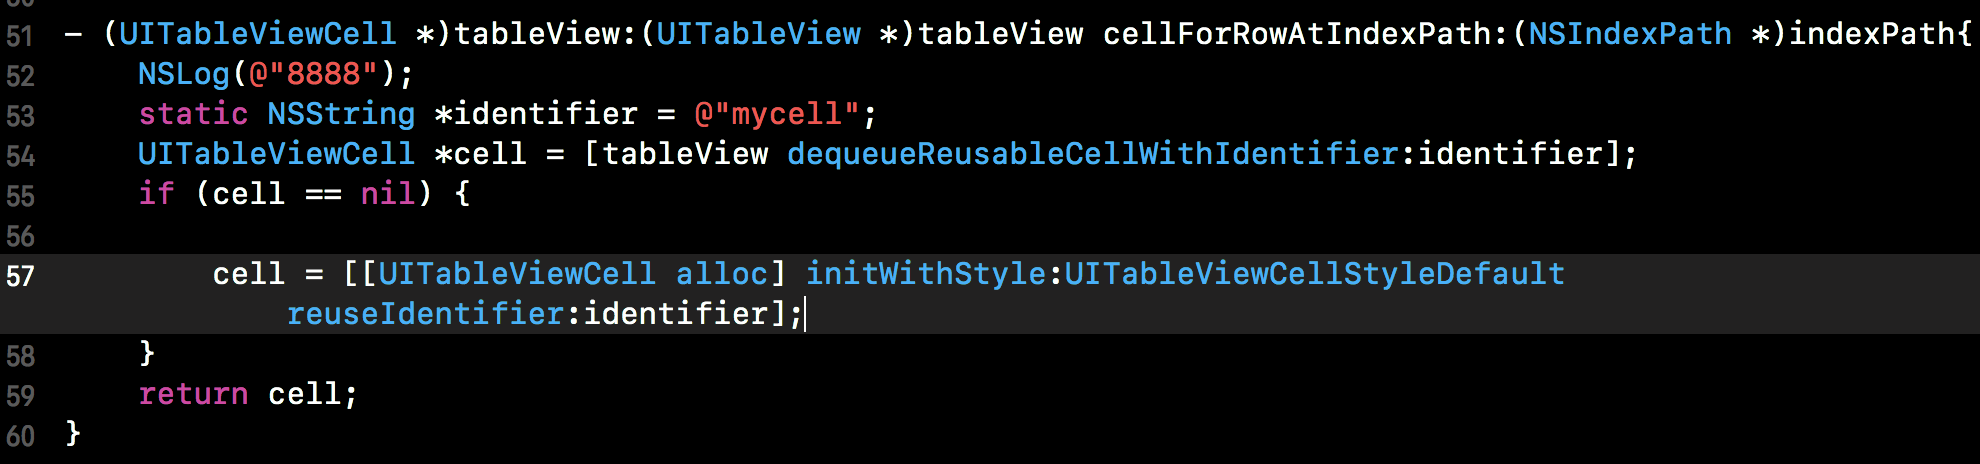 51 - (UITableViewCell *)tableView:(UITableView *)tableView cellForRowAtIndexPath:(NSIndexPath *)indexPath{
52 NSLog(@"8888");
53 static NSString *identifier = @"mycell";
54 UITableViewCell *cell = [tableView dequeueReusableCellWithIdentifier:identifier];
55 if (cell == nil) {
56
57 cell = [[UITableViewCell alloc] initWithStyle:UITableViewCellStyleDefault
reuseIdentifier:identifier];
58 }
59 return cell;
60 }